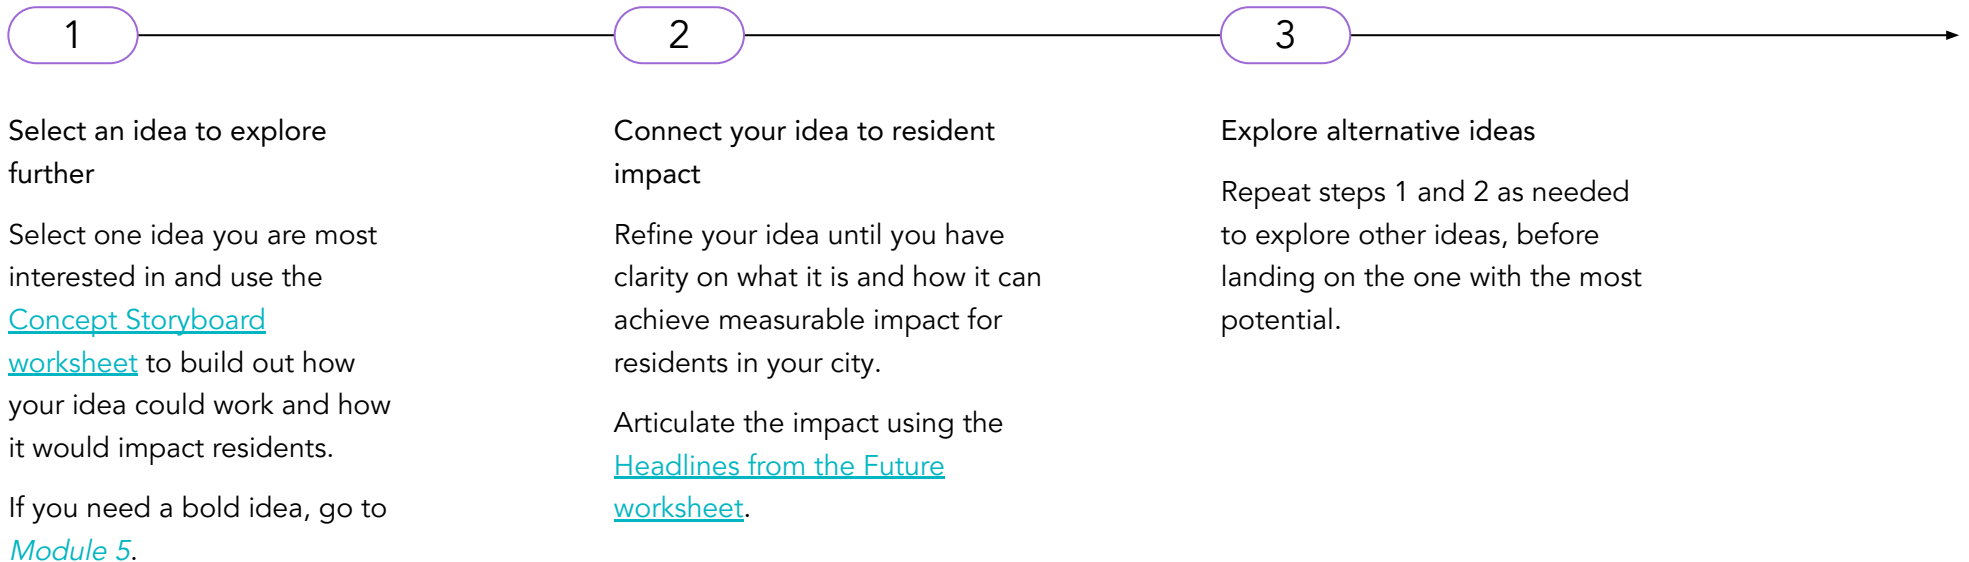 1
2
3
Select an idea to explore
further
Select one idea you are most
interested in and use the
Concept Storyboard
worksheet to build out how
your idea could work and how
it would impact residents.
If you need a bold idea, go to
Module 5.
Connect your idea to resident
impact
Refine your idea until you have
clarity on what it is and how it can
achieve measurable impact for
residents in your city.
Articulate the impact using the
Headlines from the Future
worksheet.
Explore alternative ideas
Repeat steps 1 and 2 as needed
to explore other ideas, before
landing on the one with the most
potential.